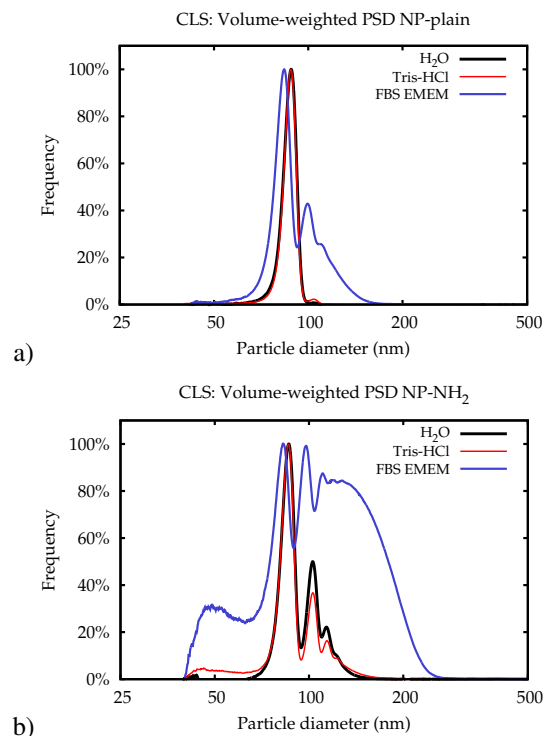 CLS: Volume-weighted PSD NP-plain
100%
80%
60%
40%
20%
0%
Frequency
H₂O
Tris-HCl
FBS EMEM
25 50 100 200 500
Particle diameter (nm)
a)
CLS: Volume-weighted PSD NP-NH₂
100%
80%
60%
40%
20%
0%
Frequency
H₂O
Tris-HCl
FBS EMEM
25 50 100 200 500
Particle diameter (nm)
b)